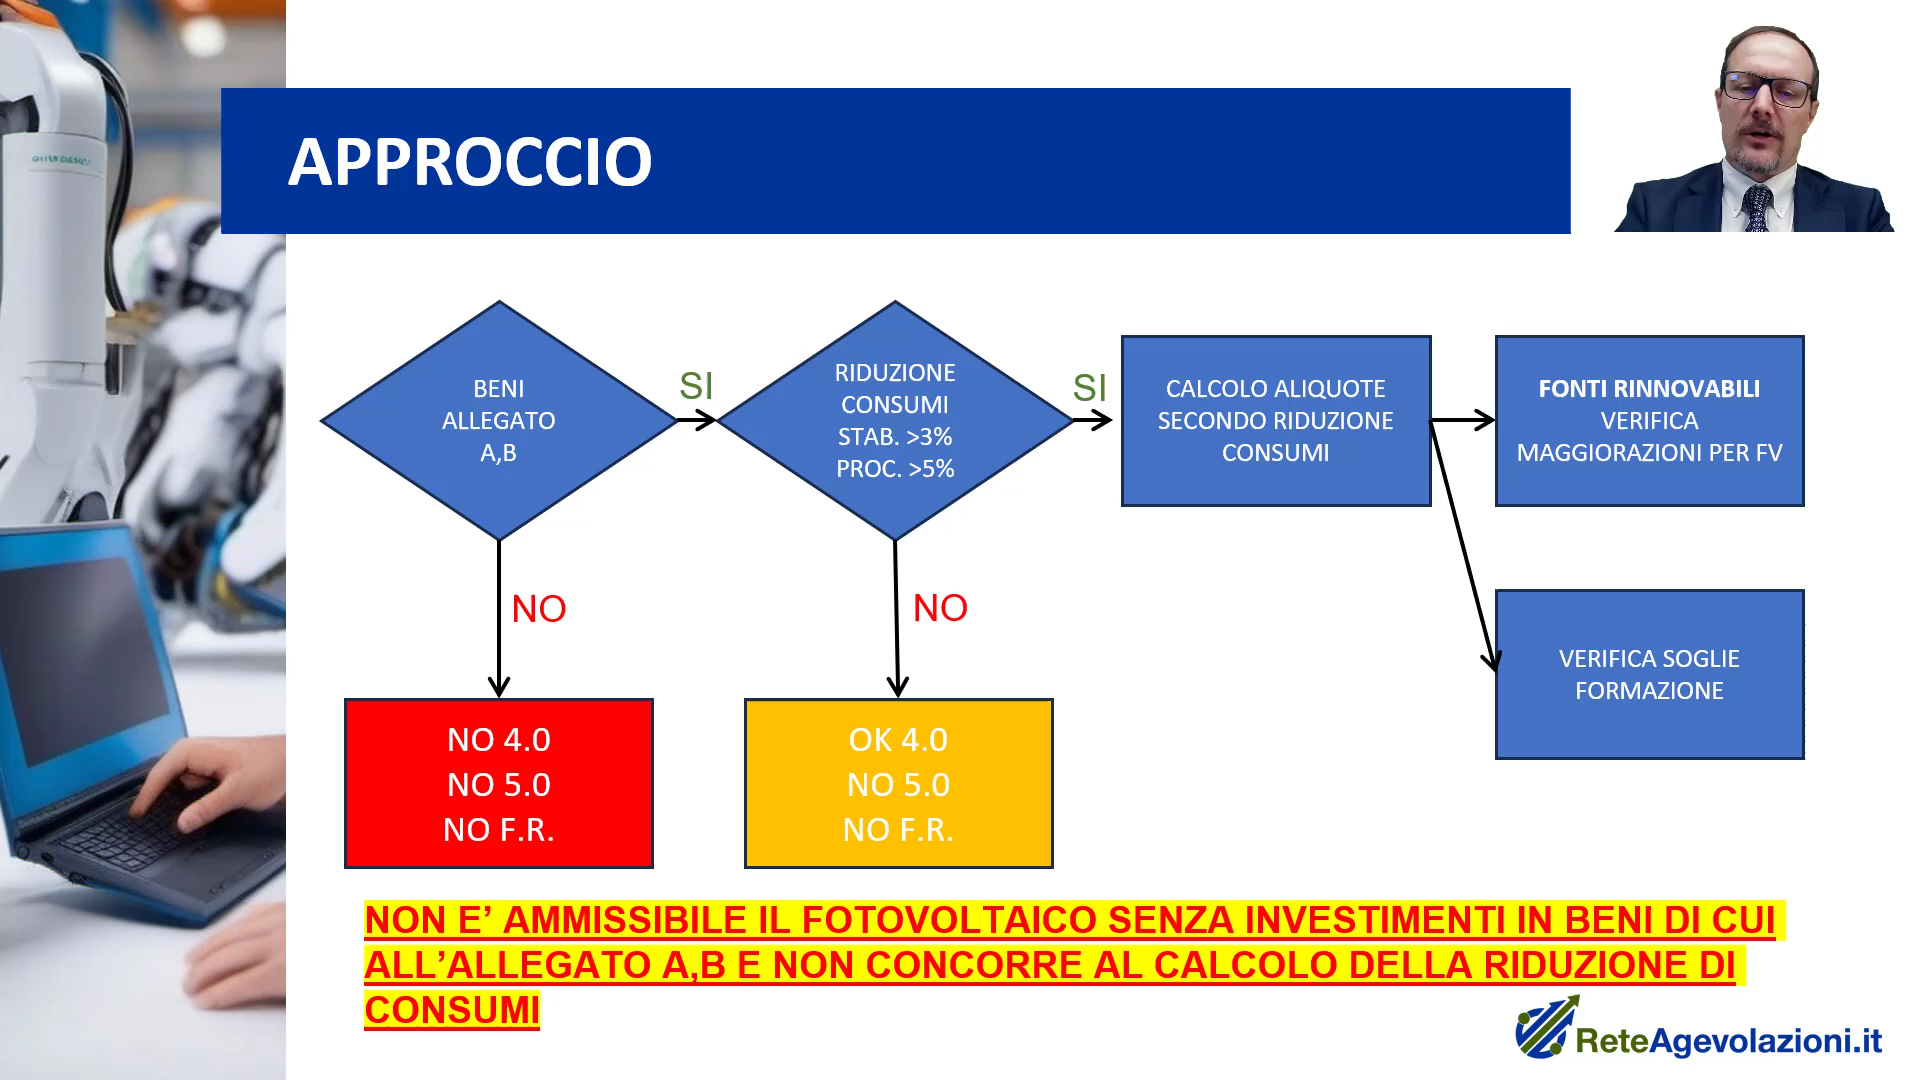 APPROCCIO
BENI
ALLEGATO
A,B
SI
RIDUZIONE
CONSUMI
STAB. >3%
PROC. >5%
SI
CALCOLO ALIQUOTE
SECONDO RIDUZIONE
CONSUMI
FONTI RINNOVABILI
VERIFICA
MAGGIORAZIONI PER FV
NO
NO
VERIFICA SOGLIE
FORMAZIONE
NO 4.0
NO 5.0
NO F.R.
OK 4.0
NO 5.0
NO F.R.
NON E’ AMMISSIBILE IL FOTOVOLTAICO SENZA INVESTIMENTI IN BENI DI CUI
ALL’ALLEGATO A,B E NON CONCORRE AL CALCOLO DELLA RIDUZIONE DI
CONSUMI
ReteAgevolazioni.it